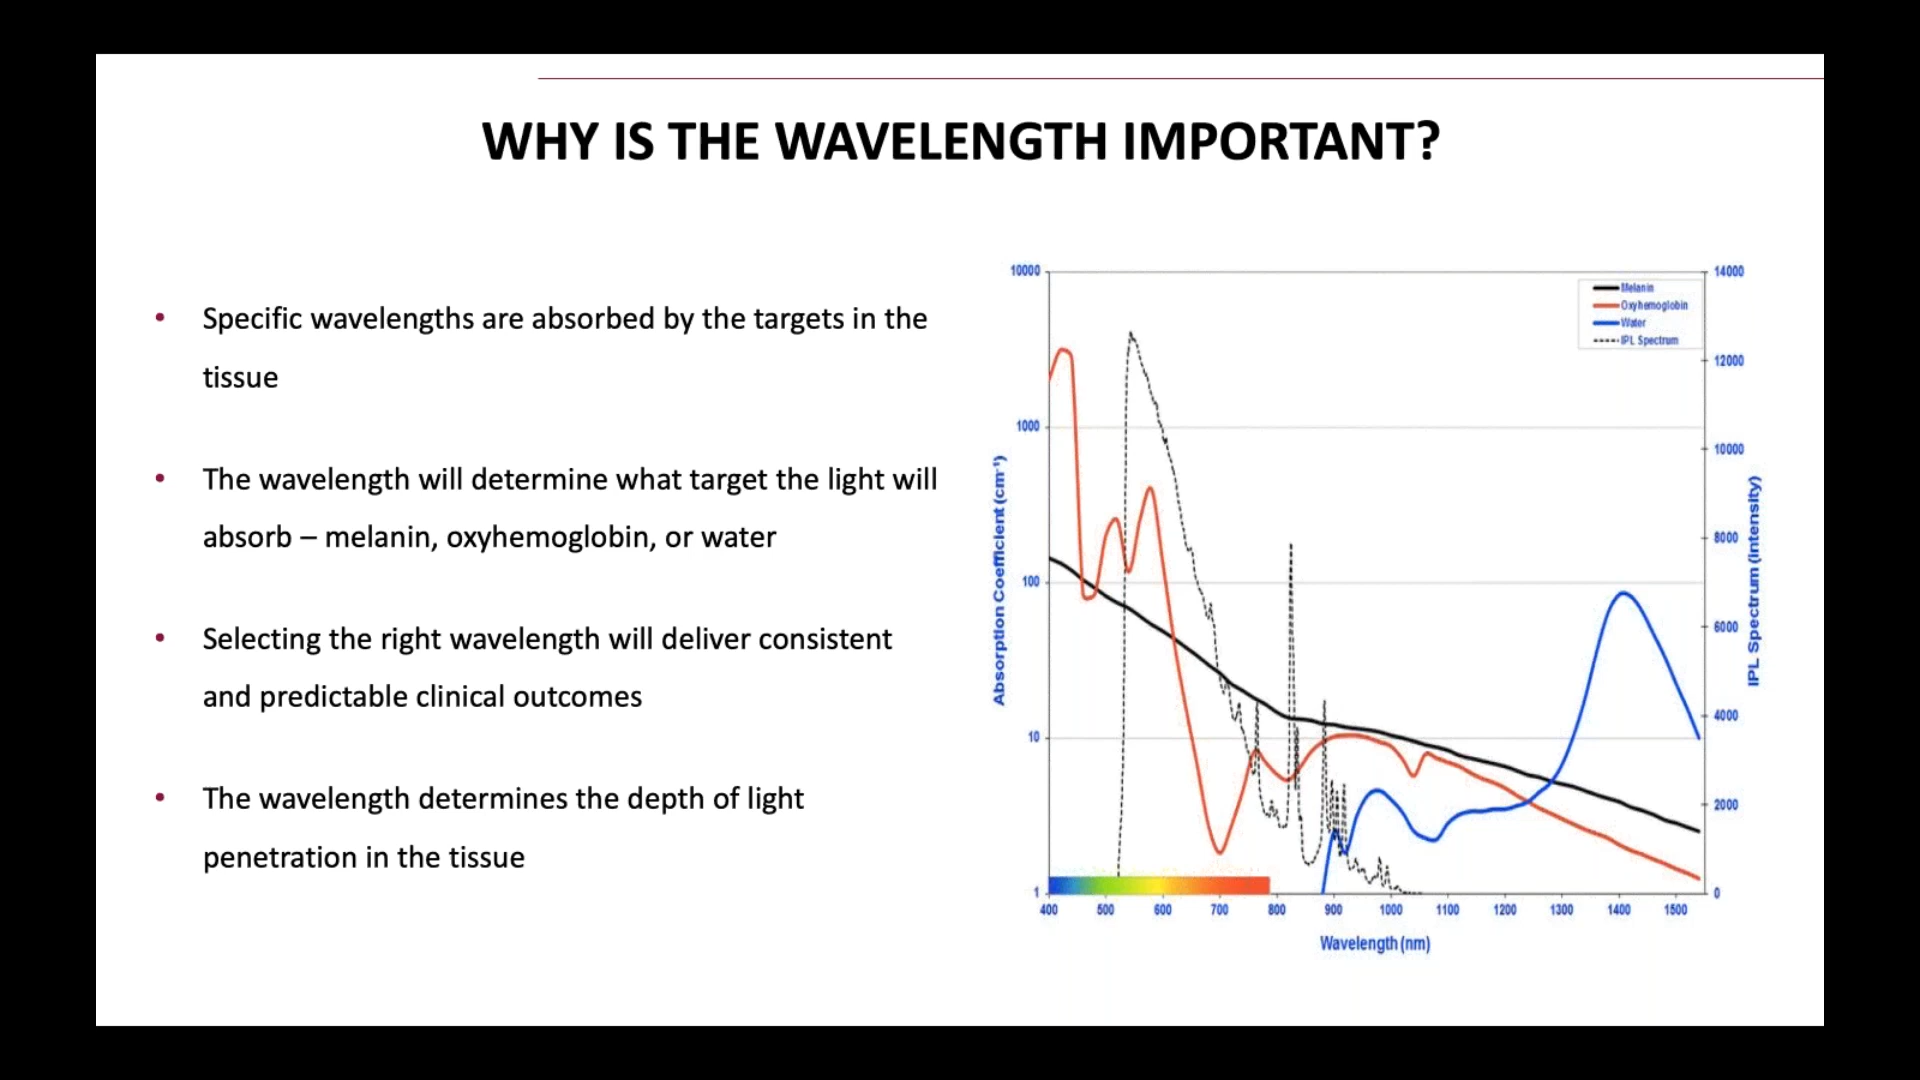 WHY IS THE WAVELENGTH IMPORTANT?
• Specific wavelengths are absorbed by the targets in the
tissue
• The wavelength will determine what target the light will
absorb – melanin, oxyhemoglobin, or water
• Selecting the right wavelength will deliver consistent
and predictable clinical outcomes
• The wavelength determines the depth of light
penetration in the tissue
Absorption Coefficient (cm⁻¹)
10000
1000
100
10
1
Melanin
Oxyhemoglobin
Water
IPL Spectrum
14000
12000
10000
8000
6000
4000
2000
0
IPL Spectrum (intensity)
400 500 600 700 800 900 1000 1100 1200 1300 1400 1500
Wavelength (nm)